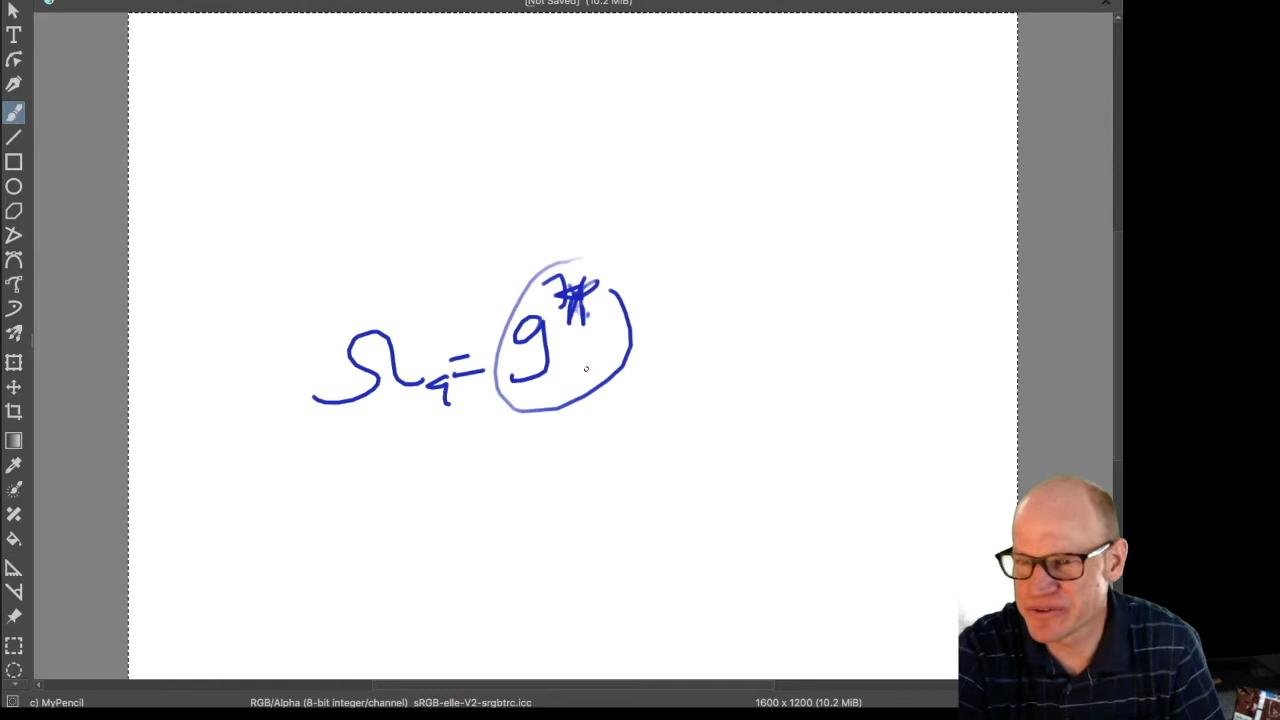 [Not Saved] (10.2 MiB)
Ω₉ = g
c) MyPencil
RGB/Alpha (8-bit integer/channel) sRGB-elle-V2-srgbtrc.icc
1600 x 1200 (10.2 MiB)